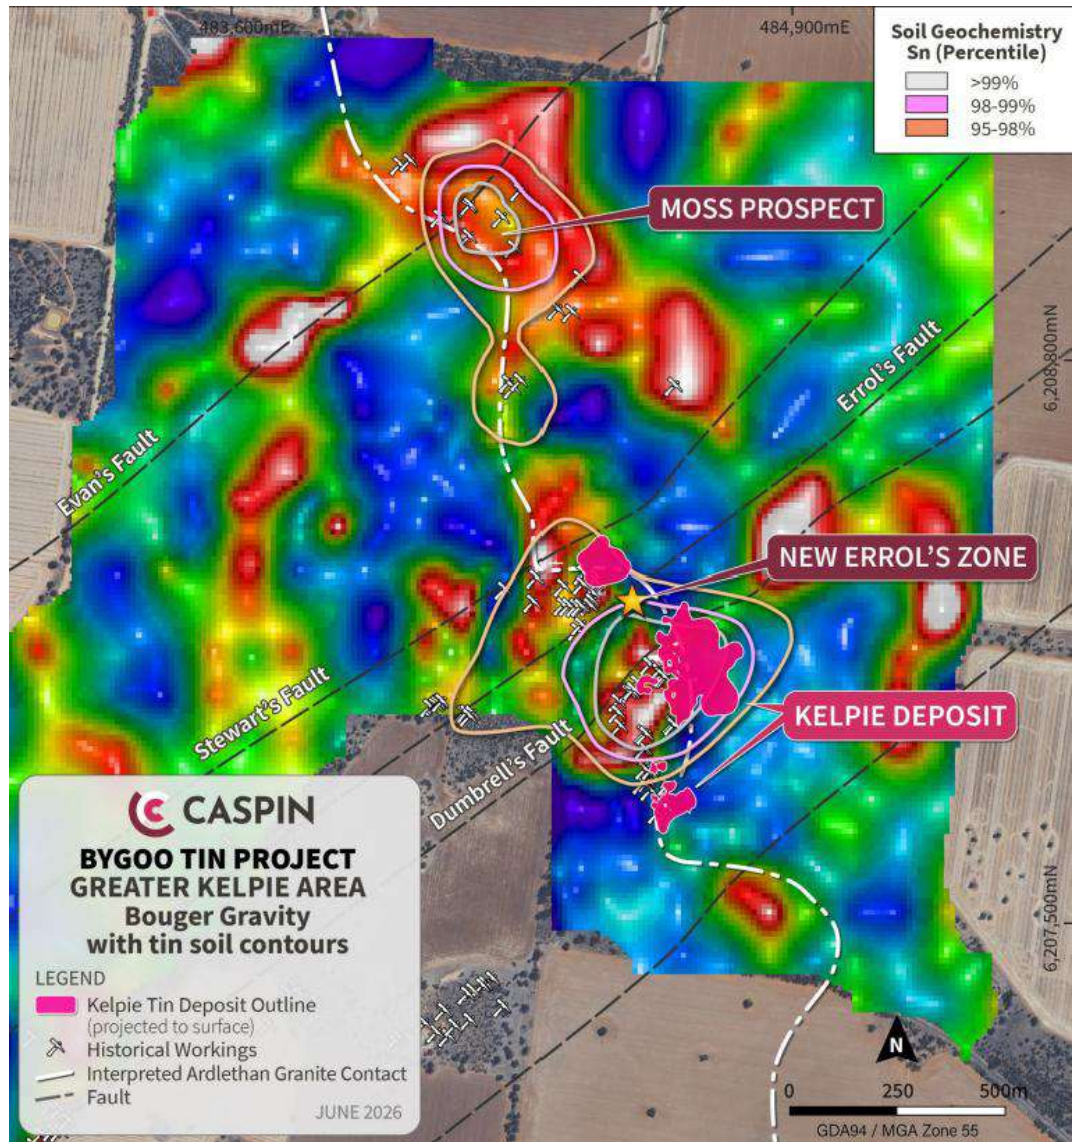 483,600mE
484,900mE
Soil Geochemistry
Sn (Percentile)
>99%
98-99%
95-98%
MOSS PROSPECT
6,208,800mN
Errol's Fault
Evan's Fault
NEW ERROL'S ZONE
Stewart's Fault
KELPIE DEPOSIT
Dumbrell's Fault
CASPIN
BYGOO TIN PROJECT
GREATER KELPIE AREA
Bouger Gravity
with tin soil contours
LEGEND
Kelpie Tin Deposit Outline
(projected to surface)
Historical Workings
Interpreted Ardlethan Granite Contact
Fault
JUNE 2026
6,207,500mN
N
0 250 500m
GDA94 / MGA Zone 55